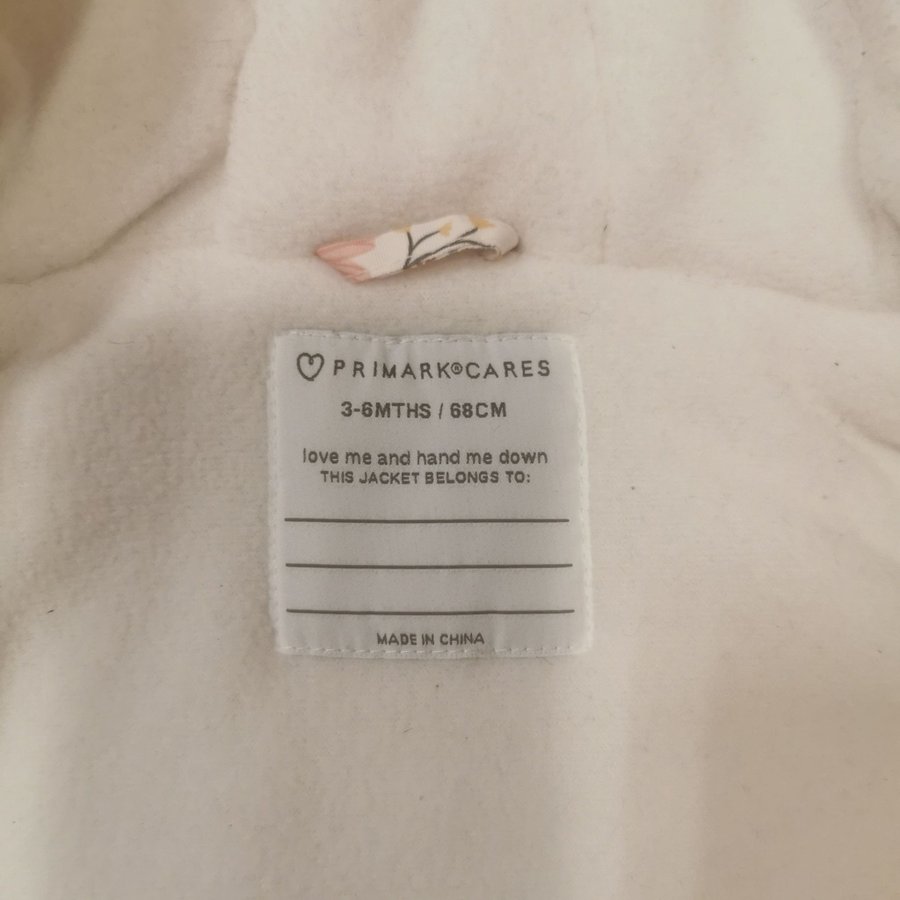 PRIMARK®CARES
3-6MTHS / 68CM
love me and hand me down
THIS JACKET BELONGS TO:
MADE IN CHINA